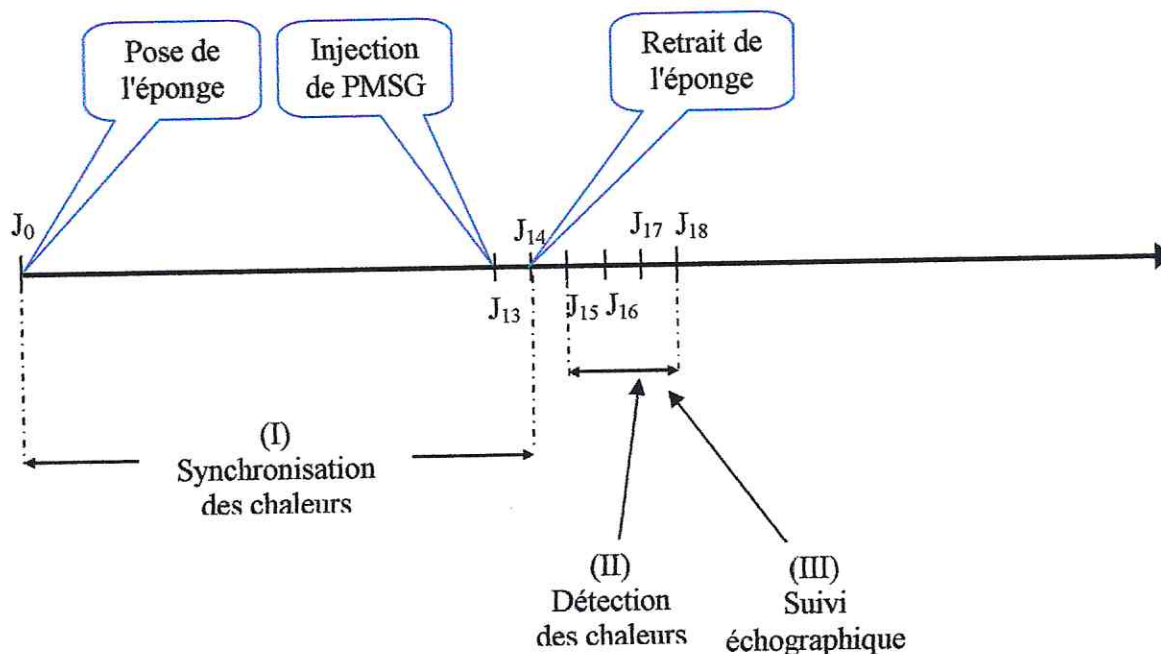 Pose de
l'éponge
Injection
de PMSG
Retrait de
l'éponge
J0
J14
J17
J18
J13
J15
J16
(I)
Synchronisation
des chaleurs
(II)
Détection
des chaleurs
(III)
Suivi
échographique